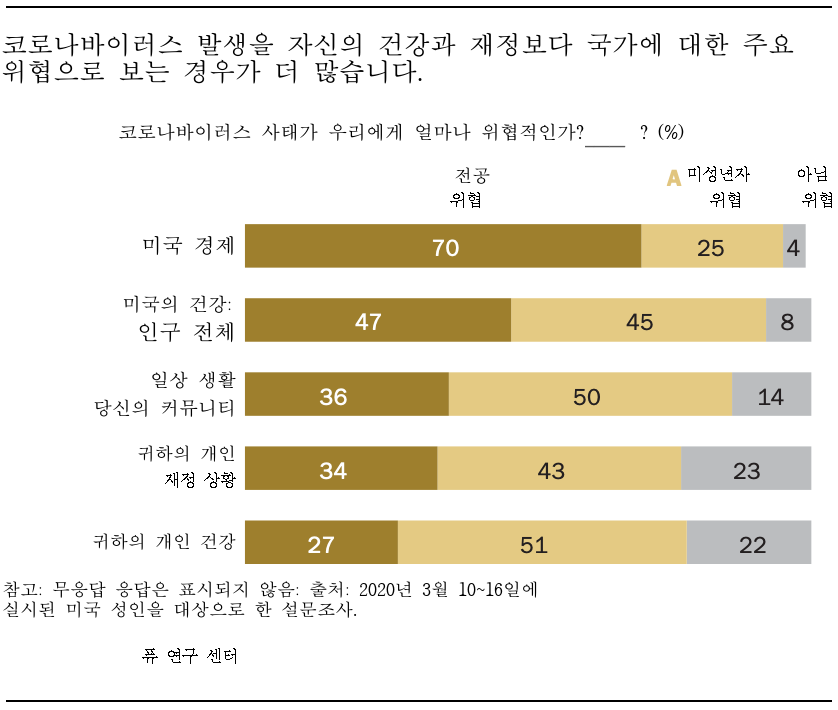 코로나바이러스 발생을 자신의 건강과 재정보다 국가에 대한 주요
위협으로 보는 경우가 더 많습니다.
코로나바이러스 사태가 우리에게 얼마나 위협적인가?____ ? (%)
전공 A 미성년자 아님
위협 위협 위협
미국 경제 70 25 4
미국의 건강:
인구 전체 47 45 8
일상 생활
당신의 커뮤니티 36 50 14
귀하의 개인
재정 상황 34 43 23
귀하의 개인 건강 27 51 22
참고: 무응답 응답은 표시되지 않음: 출처: 2020년 3월 10~16일에
실시된 미국 성인을 대상으로 한 설문조사.
퓨 연구 센터